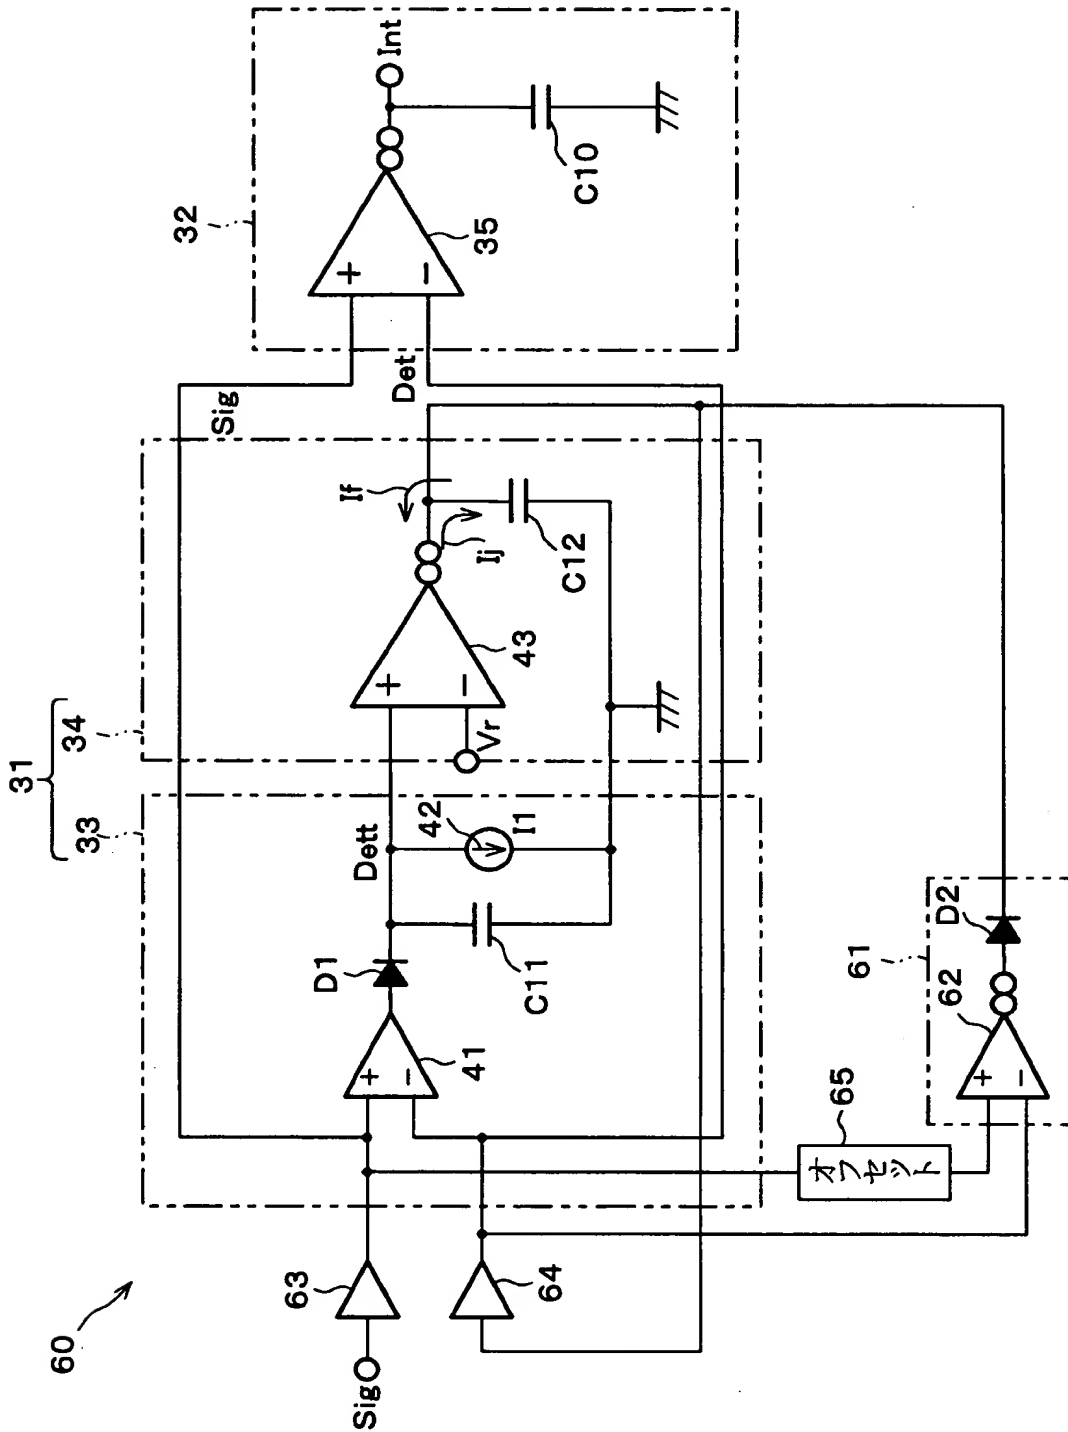 60
Sig
63
64
31
33
34
41
D1
C11
Dett
42
I1
Vr
43
Ij
If
C12
Sig
Det
32
35
C10
Int
65
オフセット
61
62
D2
+
−
+
−
+
−
+
−